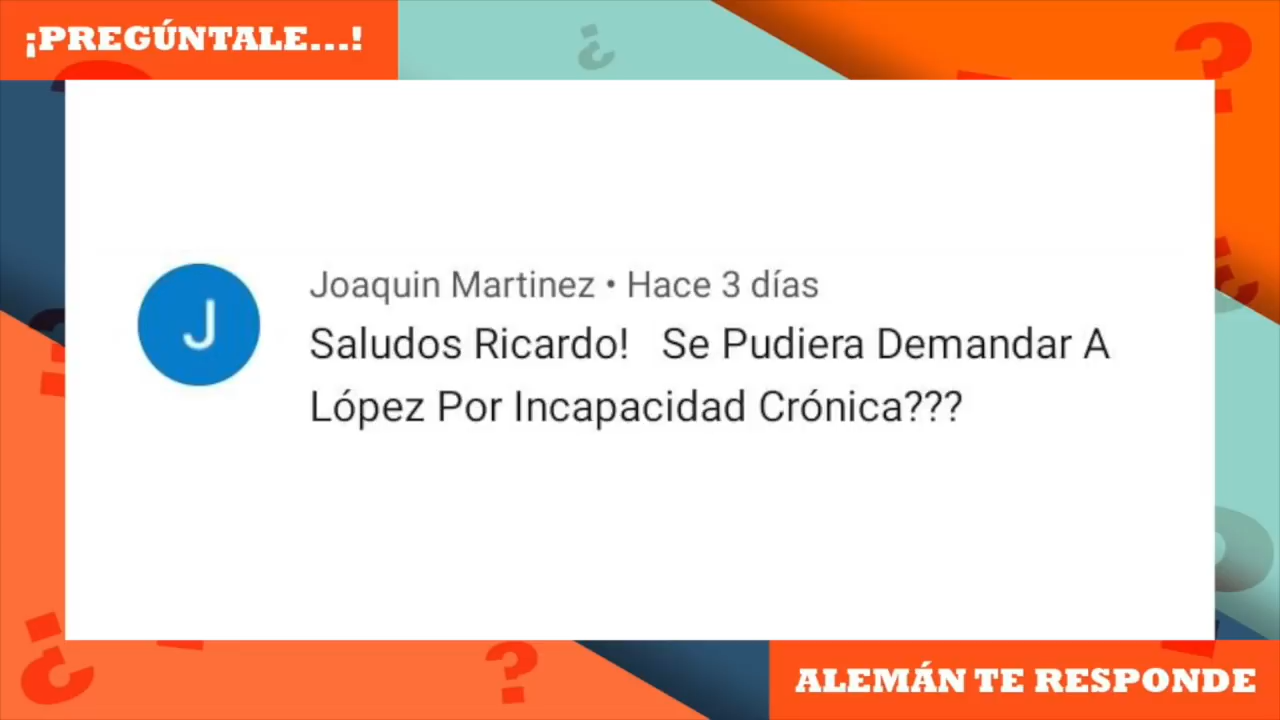 ¡PREGÚNTALE...!
Joaquin Martinez • Hace 3 días
Saludos Ricardo! Se Pudiera Demandar A
López Por Incapacidad Crónica???
J
ALEMÁN TE RESPONDE